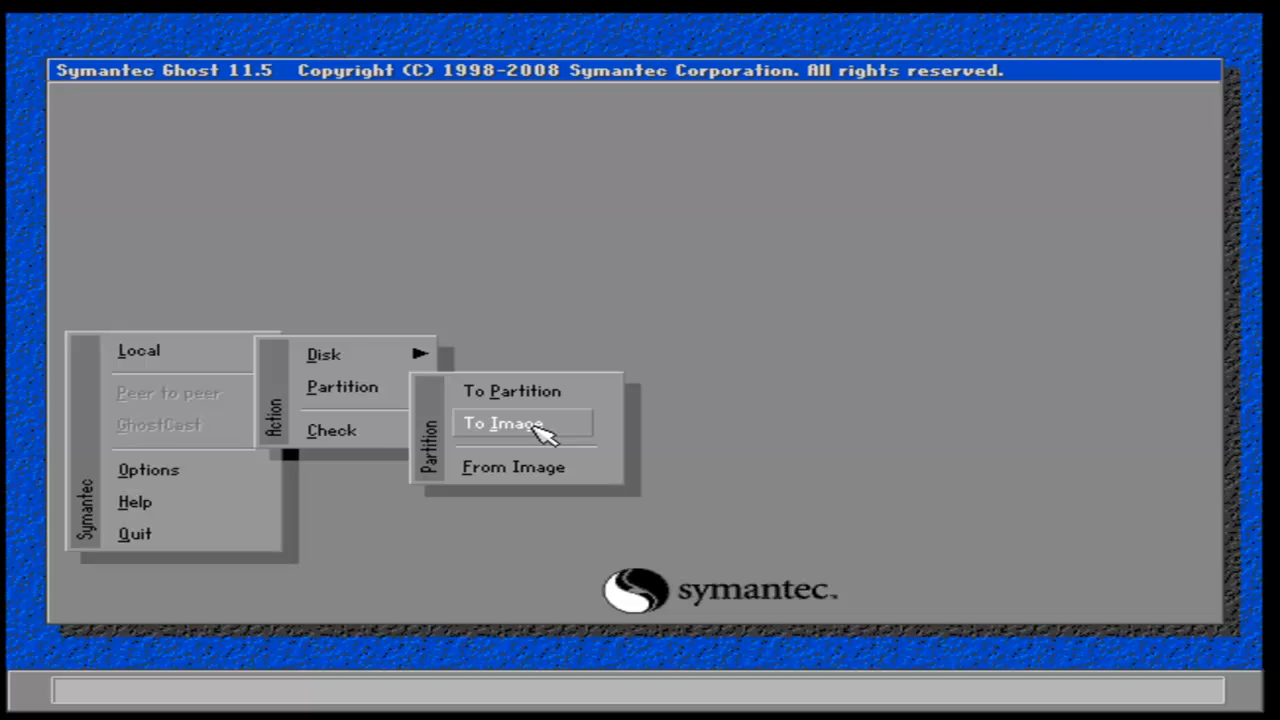 Symantec Ghost 11.5 Copyright (C) 1998-2008 Symantec Corporation. All rights reserved.
Symantec
Local
Peer to peer
GhostCast
Options
Help
Quit
Action
Disk
Partition
Check
Partition
To Partition
To Image
From Image
symantec.